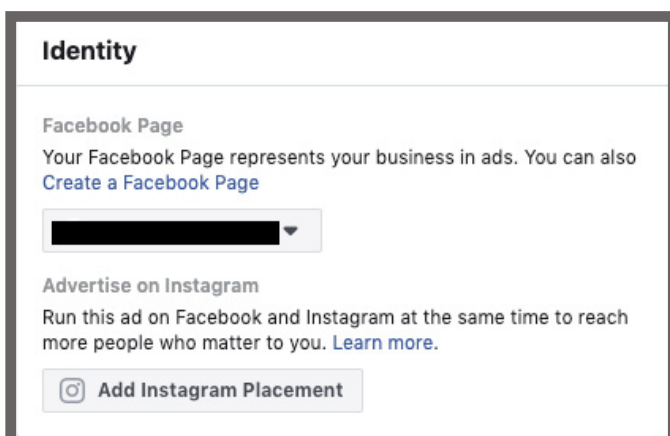 Identity
Facebook Page
Your Facebook Page represents your business in ads. You can also
Create a Facebook Page
Advertise on Instagram
Run this ad on Facebook and Instagram at the same time to reach
more people who matter to you. Learn more.
Add Instagram Placement